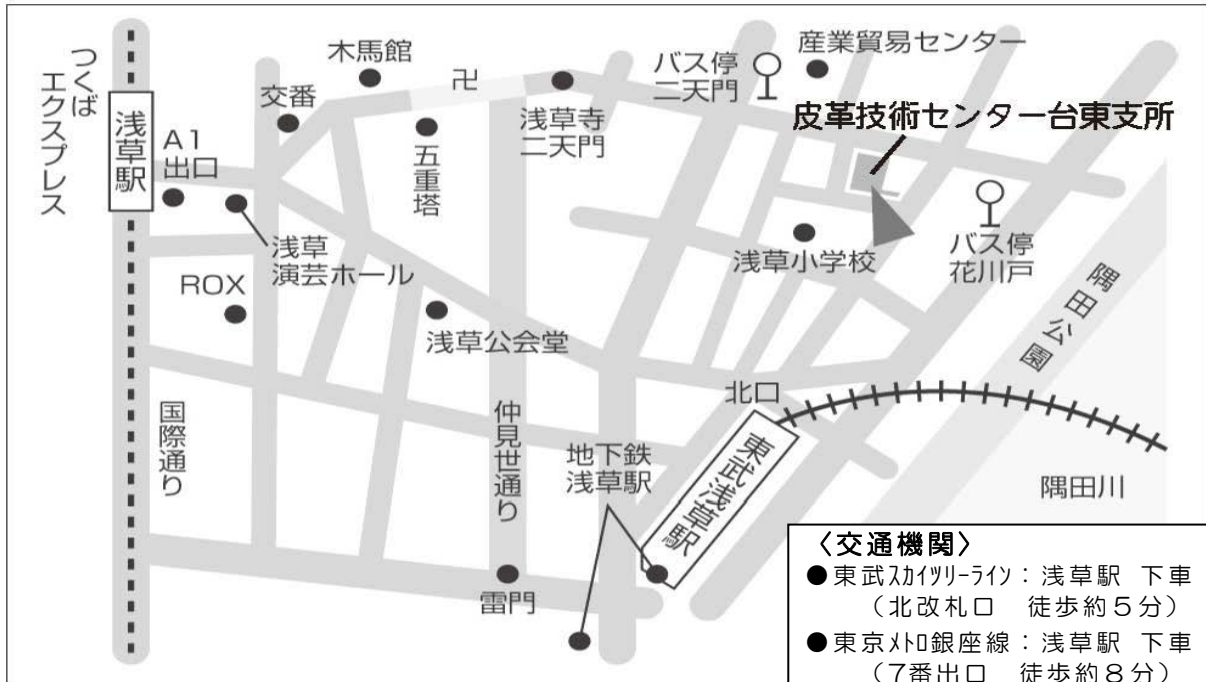 つくば
エクスプレス
浅草駅
A1
出口
交番
木馬館
卍
五重塔
浅草寺
二天門
バス停
二天門
産業貿易センター
皮革技術センター台東支所
浅草
演芸ホール
ROX
浅草公会堂
浅草小学校
バス停
花川戸
隅田公園
北口
国際通り
仲見世通り
地下鉄
浅草駅
東武浅草駅
隅田川
雷門
〈交通機関〉
●東武スカイツリーライン：浅草駅 下車
（北改札口 徒歩約５分）
●東京メトロ銀座線：浅草駅 下車
（7番出口 徒歩約８分）